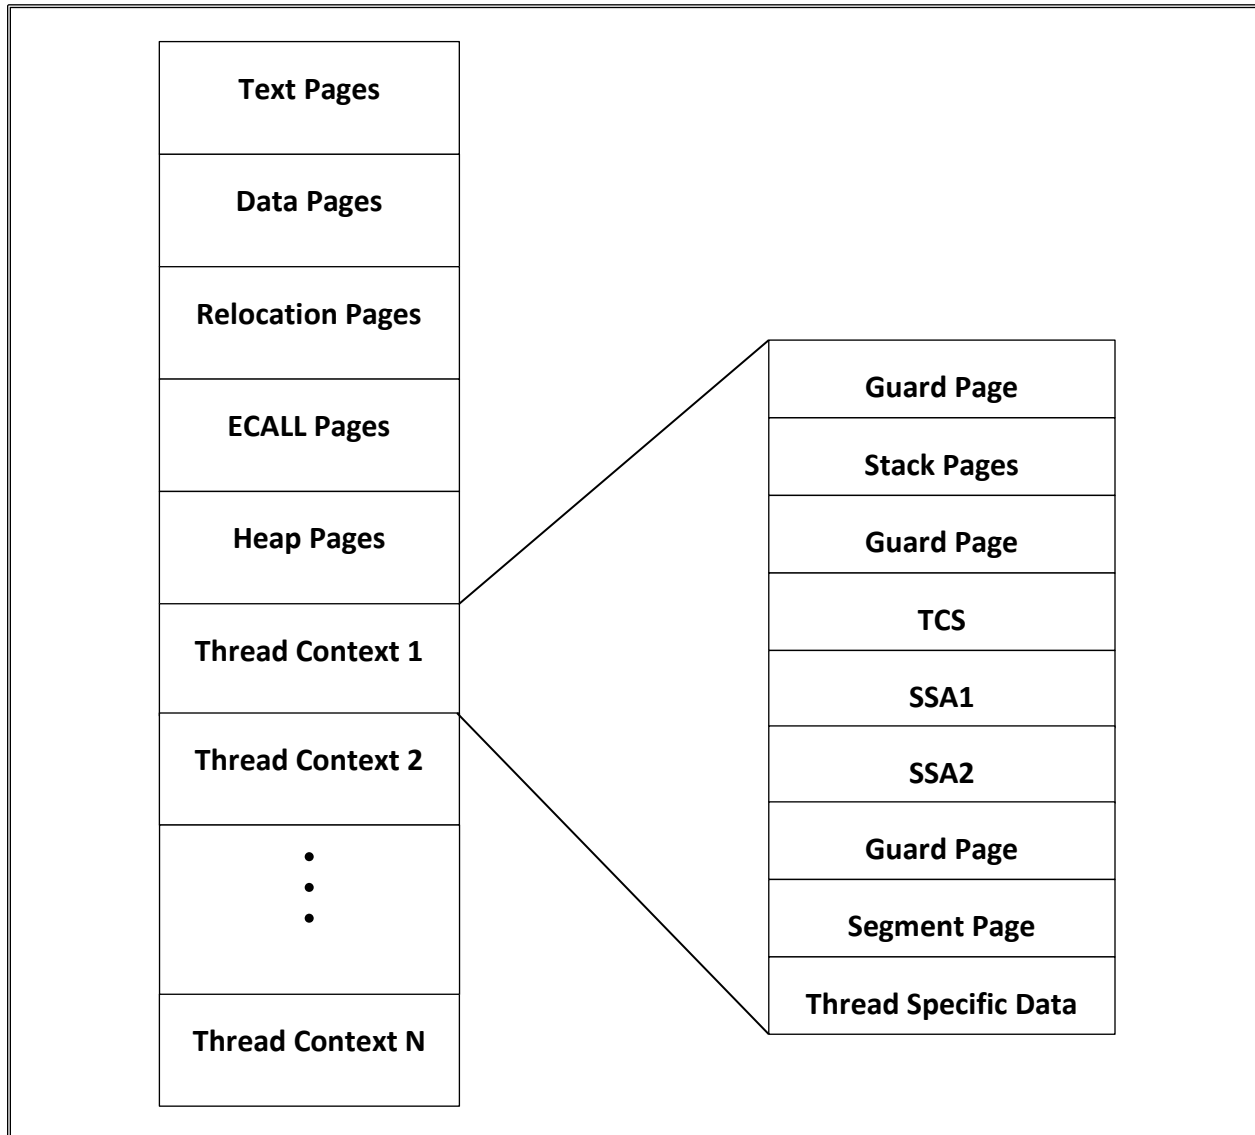 Text Pages
Data Pages
Relocation Pages
ECALL Pages
Heap Pages
Thread Context 1
Thread Context 2
Thread Context N
Guard Page
Stack Pages
Guard Page
TCS
SSA1
SSA2
Guard Page
Segment Page
Thread Specific Data